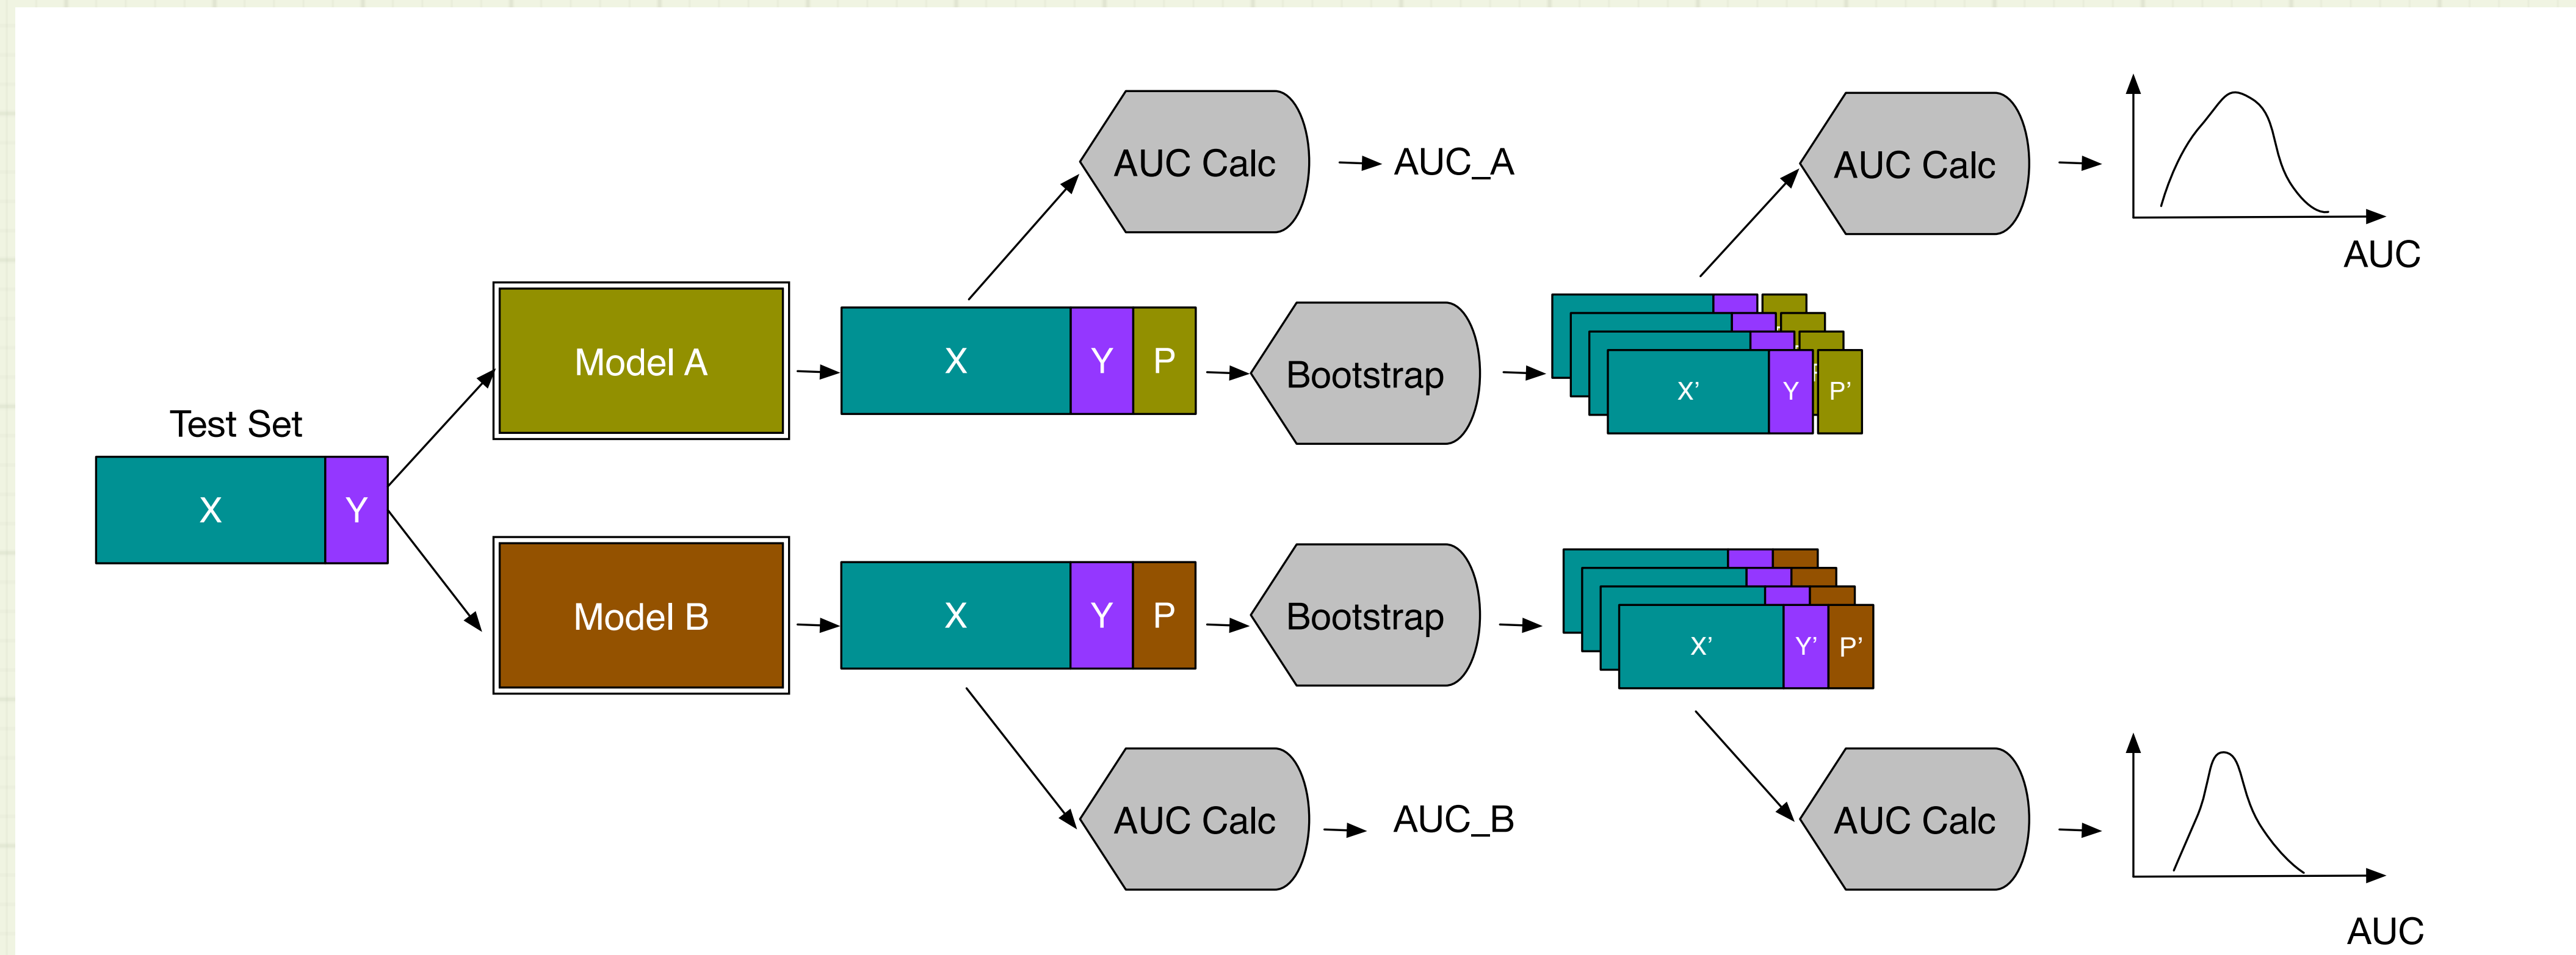 AUC Calc
AUC_A
AUC Calc
AUC
Model A
X
Y
P
Bootstrap
X’
Y
P’
Test Set
X
Y
Model B
X
Y
P
Bootstrap
X’
Y’
P’
AUC Calc
AUC_B
AUC Calc
AUC